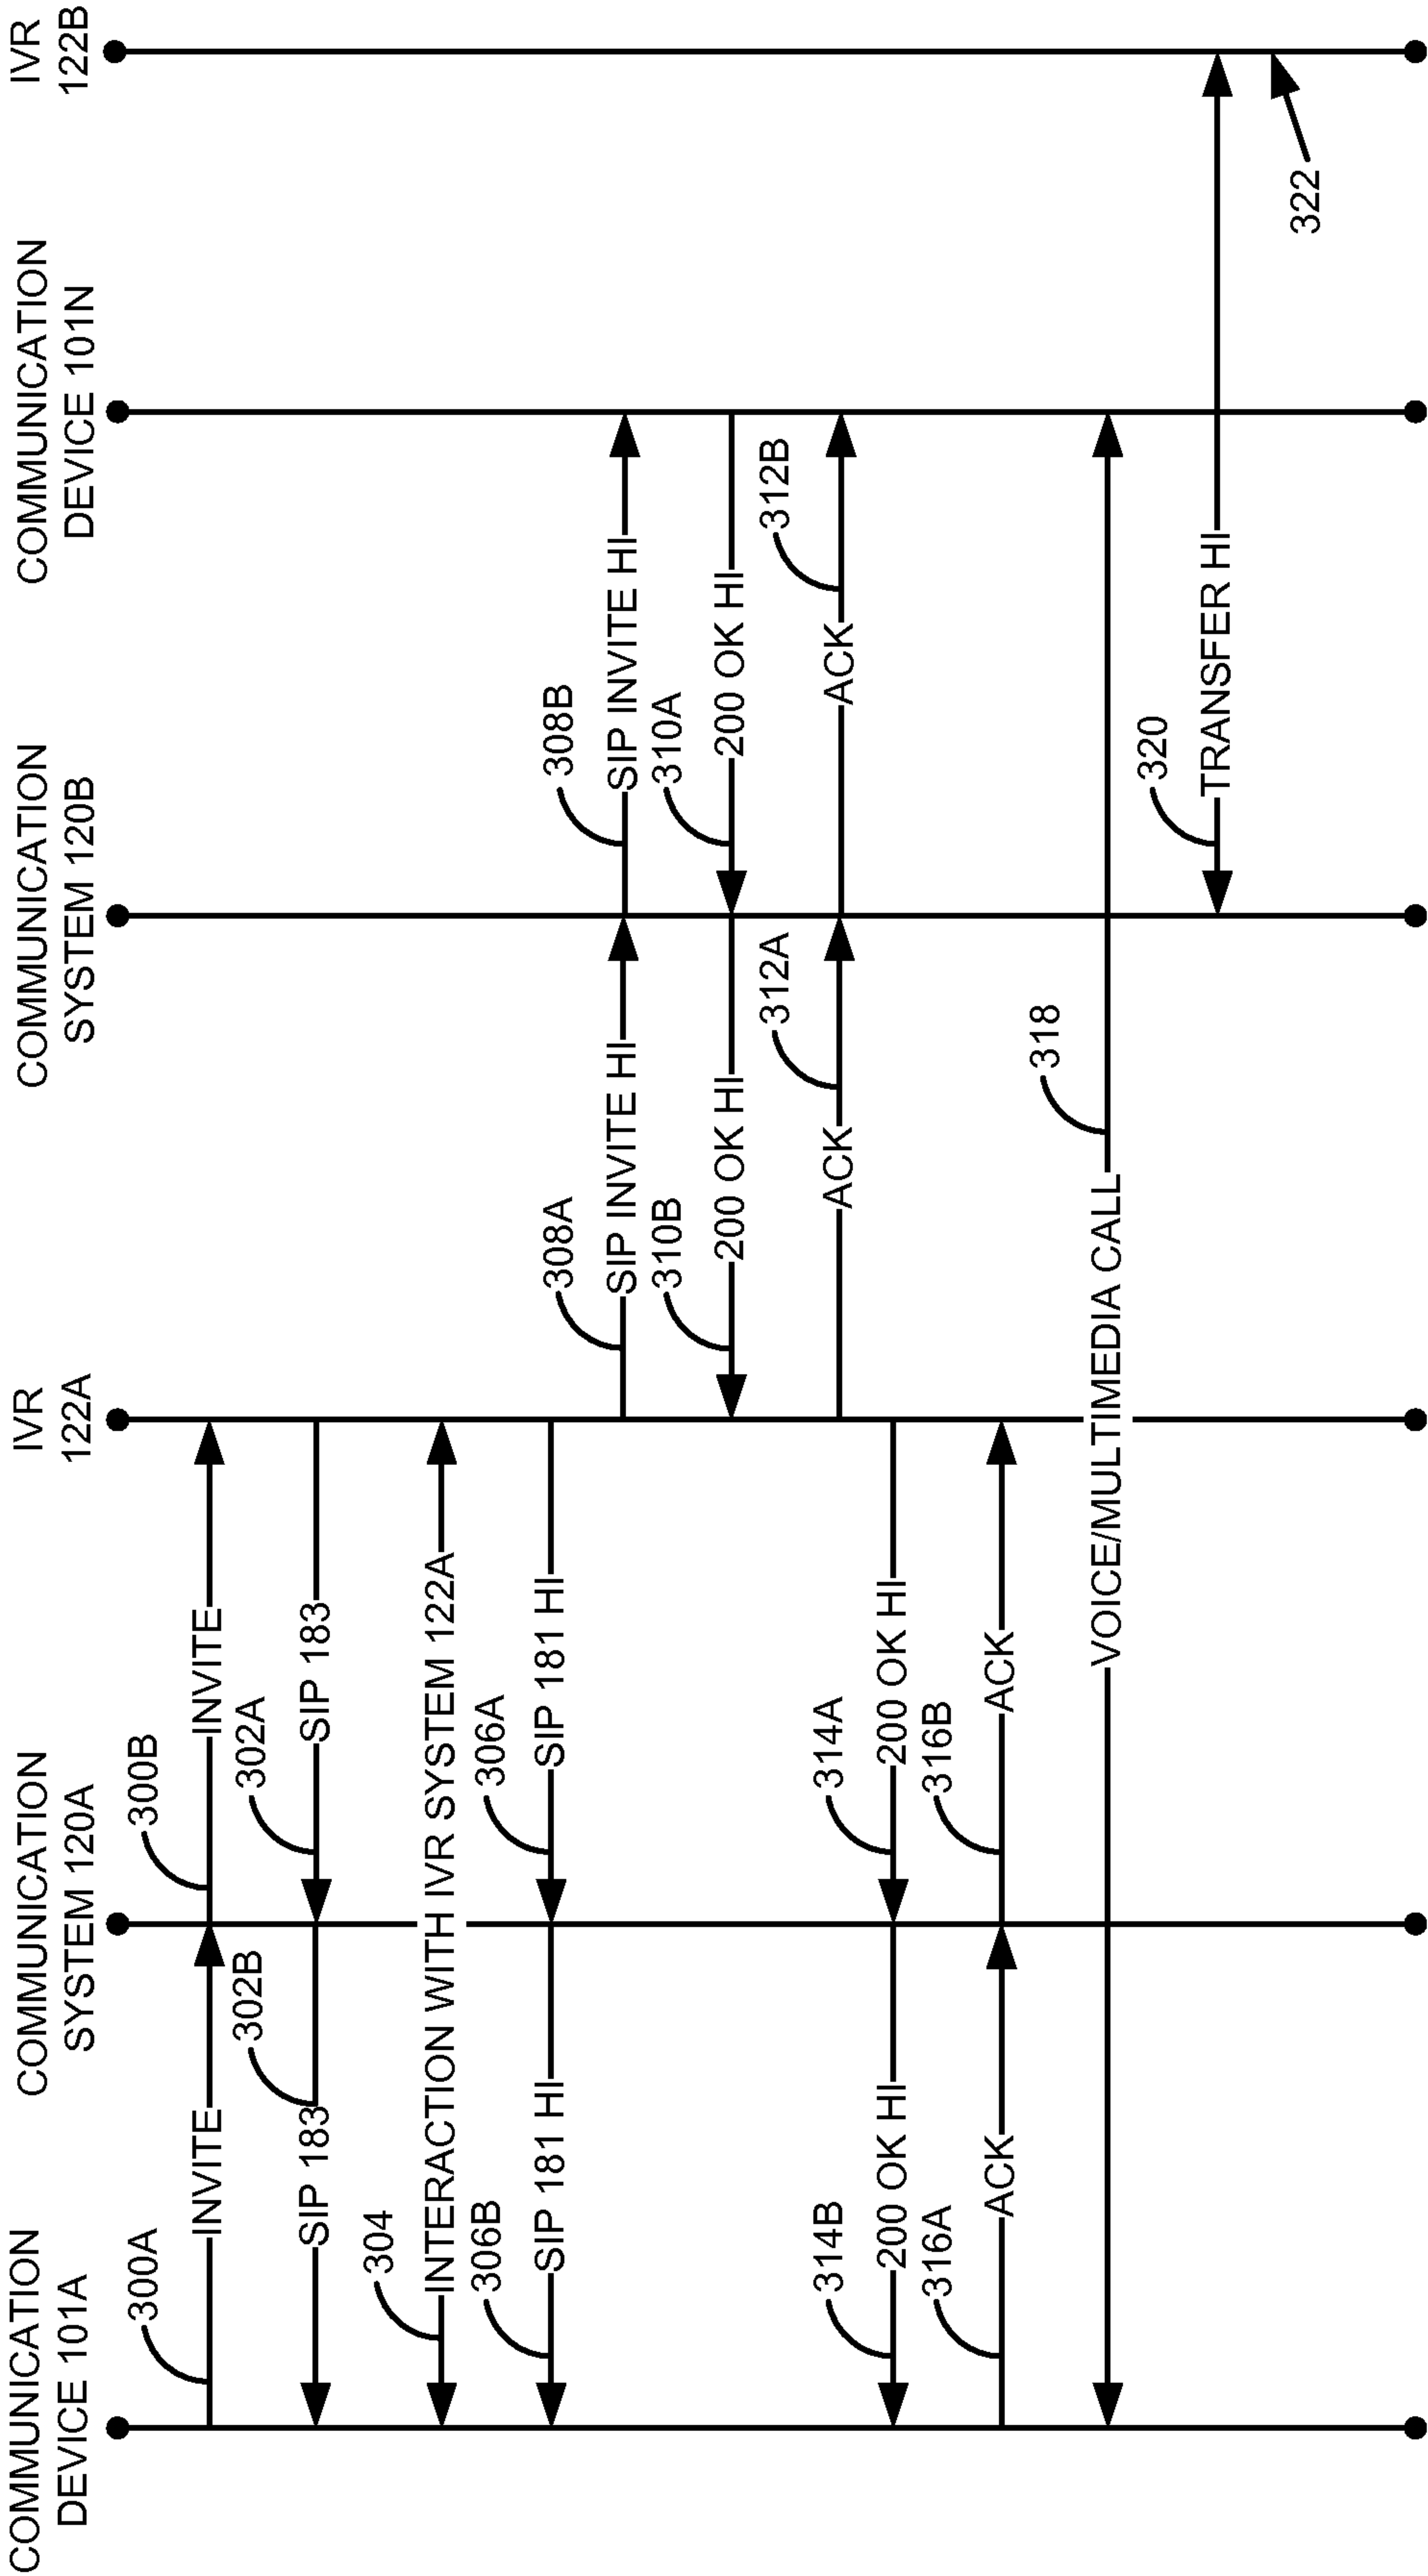 COMMUNICATION
DEVICE 101A
COMMUNICATION
SYSTEM 120A
IVR
122A
COMMUNICATION
SYSTEM 120B
COMMUNICATION
DEVICE 101N
IVR
122B
300A
300B
INVITE
INVITE
302B
302A
SIP 183
SIP 183
304
INTERACTION WITH IVR SYSTEM 122A
306B
306A
SIP 181 HI
SIP 181 HI
308A
308B
SIP INVITE HI
SIP INVITE HI
310B
310A
200 OK HI
200 OK HI
312A
312B
ACK
ACK
314B
314A
200 OK HI
200 OK HI
316A
316B
ACK
ACK
318
VOICE/MULTIMEDIA CALL
320
TRANSFER HI
322